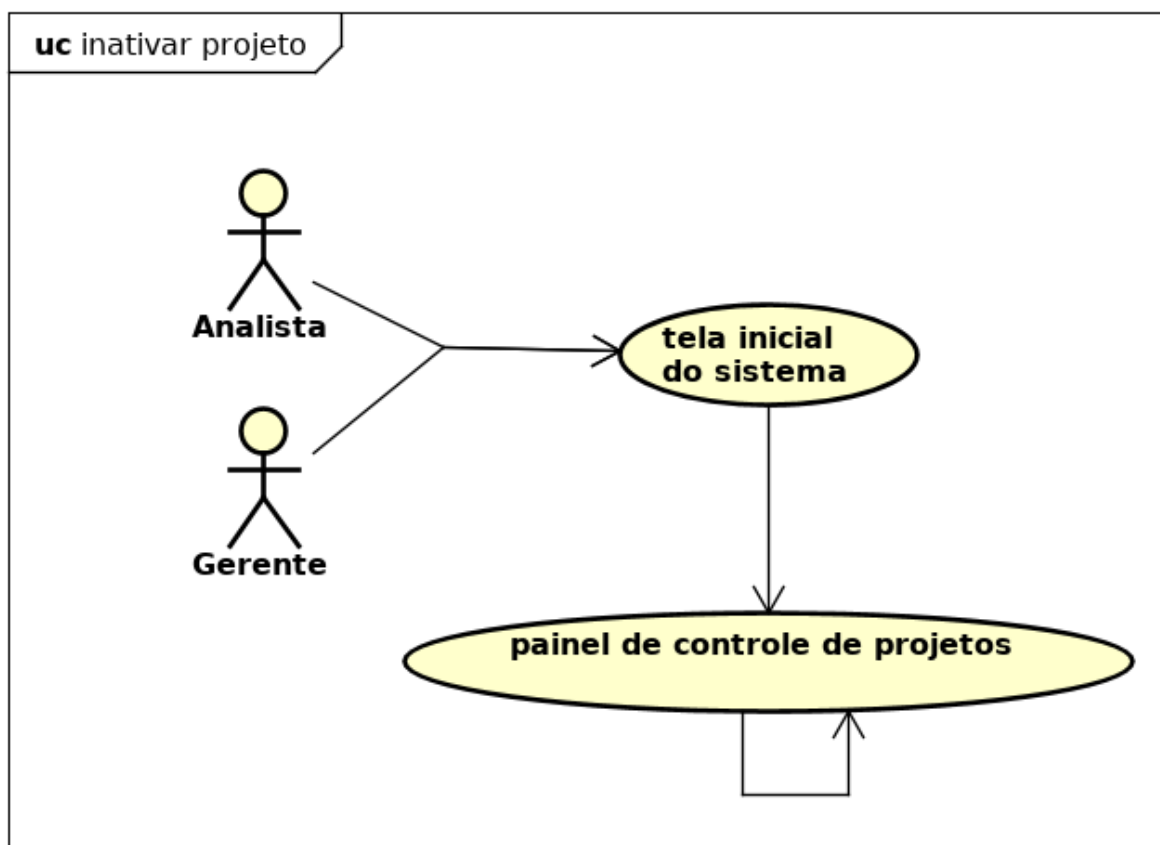 uc inativar projeto
Analista
tela inicial
do sistema
Gerente
painel de controle de projetos